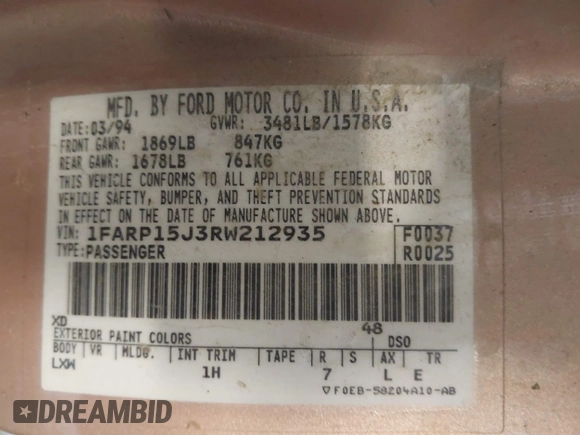 MFD. BY FORD MOTOR CO. IN U.S.A.
DATE: 03/94 GVWR: 3481LB/1578KG
FRONT GAWR: 1869LB 847KG
REAR GAWR: 1678LB 761KG
THIS VEHICLE CONFORMS TO ALL APPLICABLE FEDERAL MOTOR
VEHICLE SAFETY, BUMPER, AND THEFT PREVENTION STANDARDS
IN EFFECT ON THE DATE OF MANUFACTURE SHOWN ABOVE.
VIN: 1FARP15J3RW212935 F0037
TYPE: PASSENGER R0025
XD 48
EXTERIOR PAINT COLORS DSO
BODY VR MLDG. INT TRIM TAPE R S AX TR
LXW 1H 7 L E
▽F0EB-58204A10-AB
DREAMBID